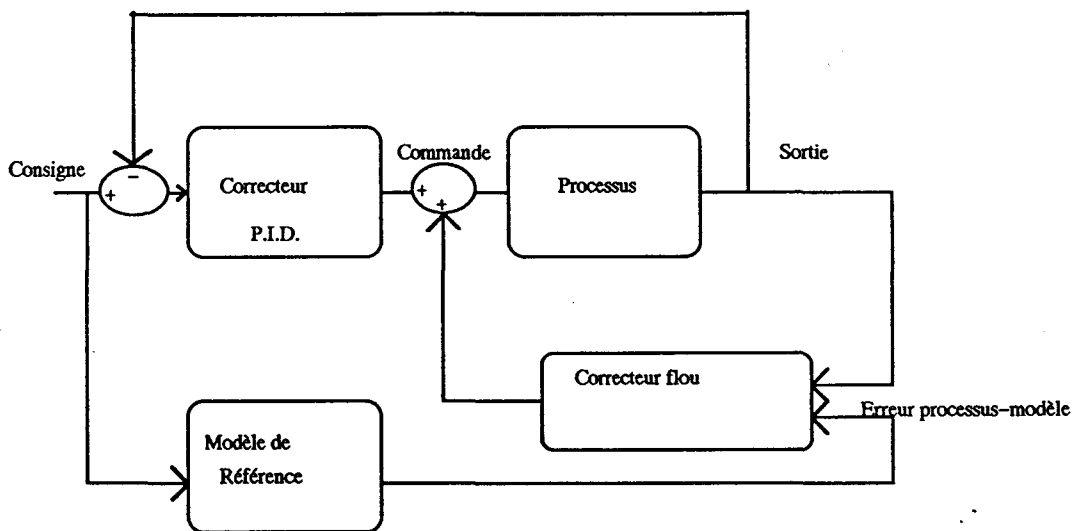 Consigne
+
−
Correcteur
P.I.D.
Commande
+
+
Processus
Sortie
Correcteur flou
Erreur processus-modèle
Modèle de
Référence